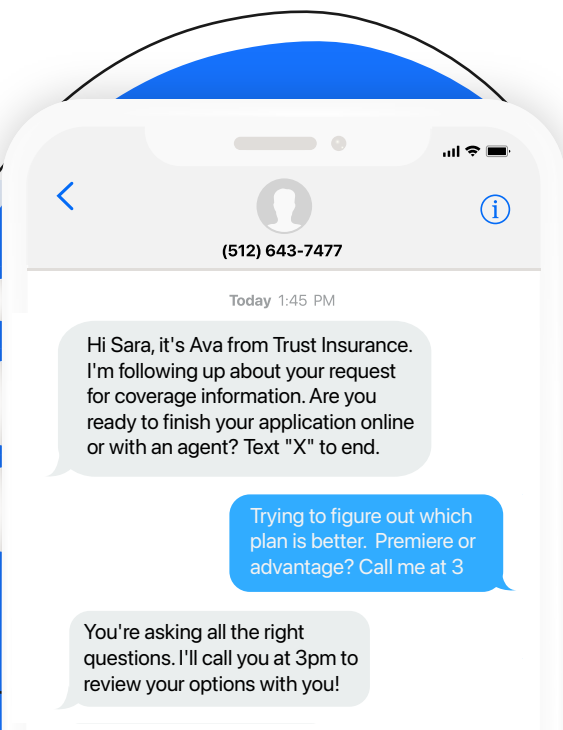 (512) 643-7477
Today 1:45 PM
Hi Sara, it's Ava from Trust Insurance.
I'm following up about your request
for coverage information. Are you
ready to finish your application online
or with an agent? Text "X" to end.
Trying to figure out which
plan is better.  Premiere or
advantage? Call me at 3
You're asking all the right
questions. I'll call you at 3pm to
review your options with you!